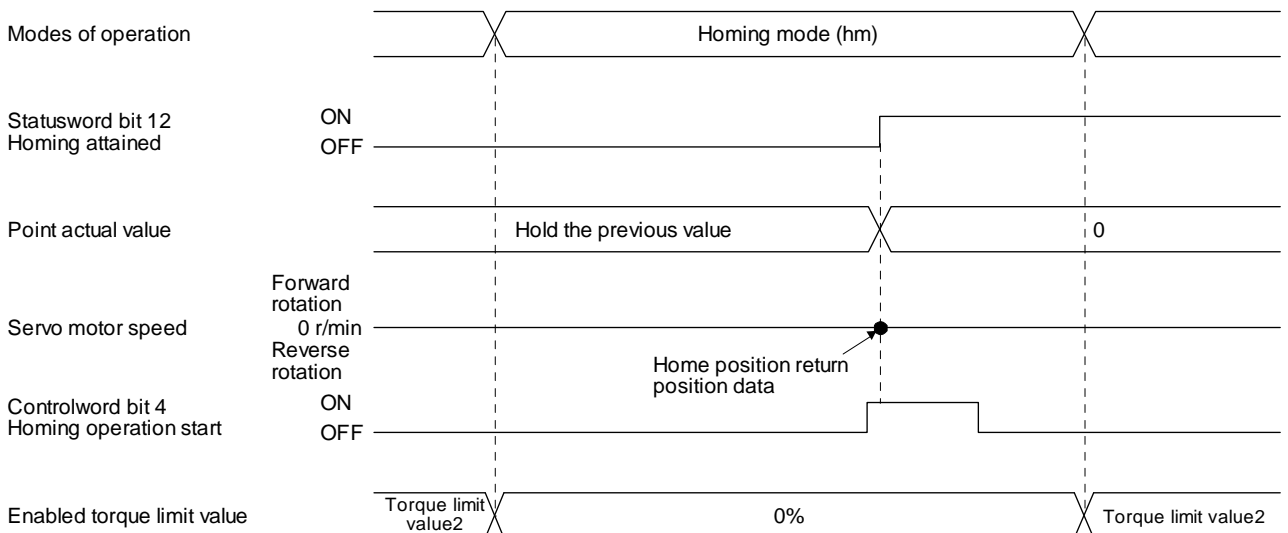 Modes of operation
Homing mode (hm)
Statusword bit 12
Homing attained
ON
OFF
Point actual value
Hold the previous value
0
Forward
rotation
Servo motor speed
0 r/min
Reverse
rotation
Home position return
position data
Controlword bit 4
Homing operation start
ON
OFF
Enabled torque limit value
Torque limit
value2
0%
Torque limit value2